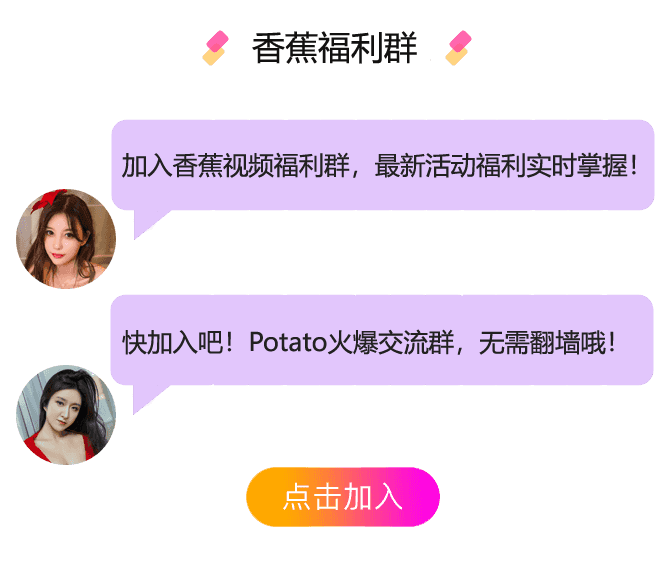 香蕉福利群
加入香蕉视频福利群，最新活动福利实时掌握！
快加入吧！Potato火爆交流群，无需翻墙哦！
点击加入